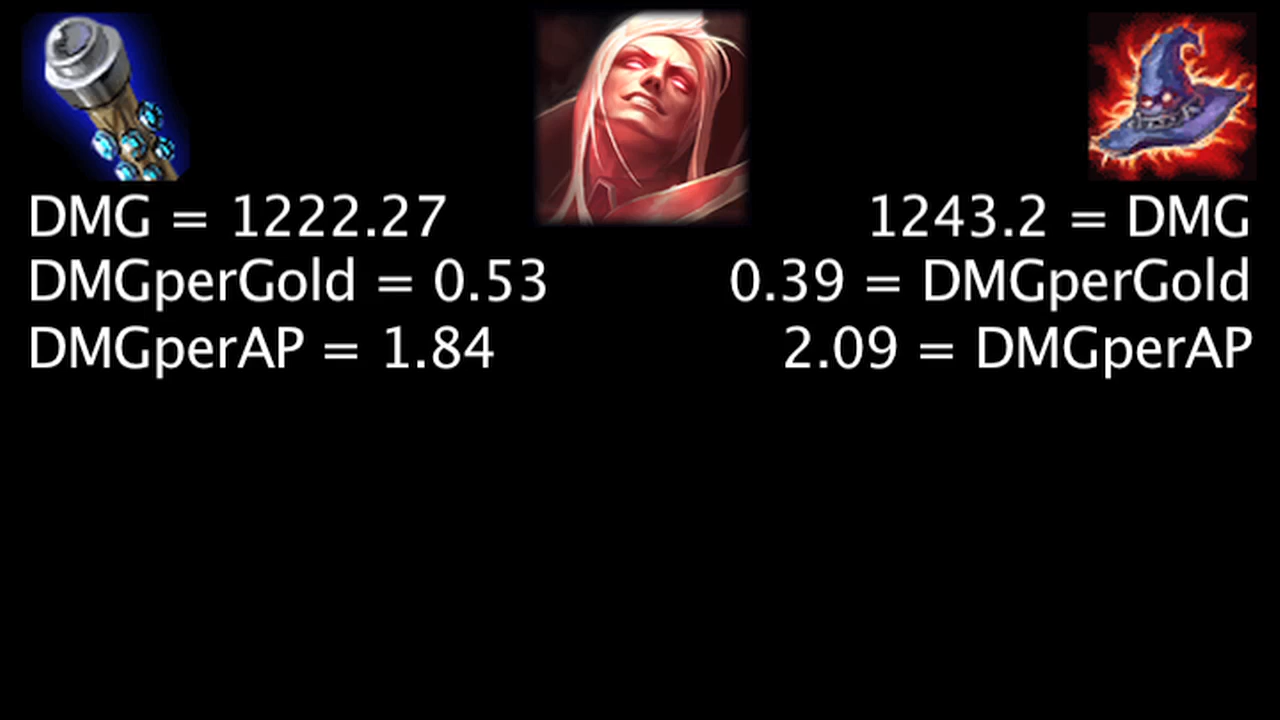 DMG = 1222.27
1243.2 = DMG
DMGperGold = 0.53
0.39 = DMGperGold
DMGperAP = 1.84
2.09 = DMGperAP